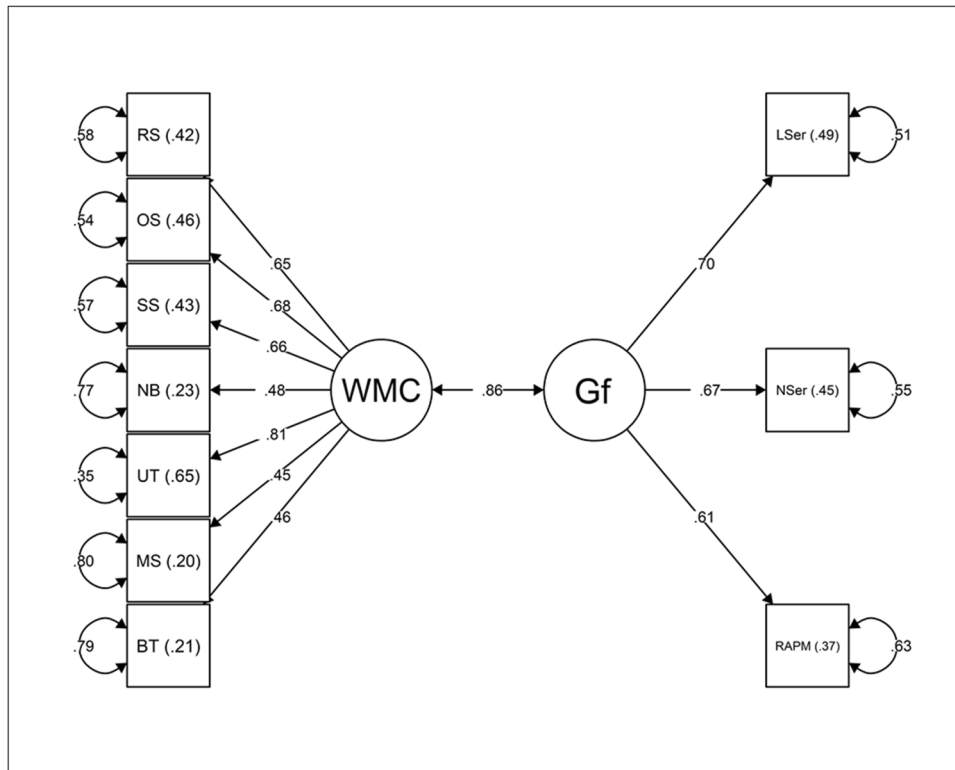 .58 RS (.42)
.54 OS (.46)
.57 SS (.43)
.77 NB (.23)
.35 UT (.65)
.80 MS (.20)
.79 BT (.21)
.65
.68
.66
.48
.81
.45
.46
WMC
.86
Gf
.70
.67
.61
LSer (.49) .51
NSer (.45) .55
RAPM (.37) .63